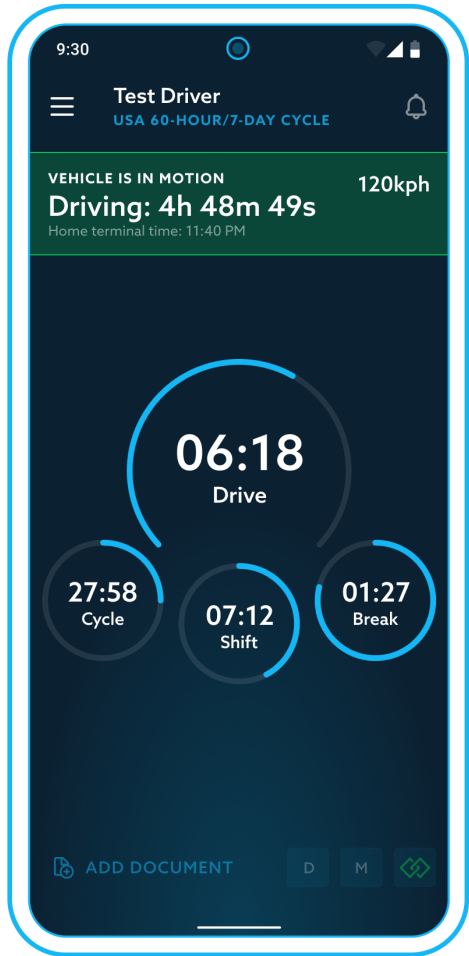 9:30
Test Driver
USA 60-HOUR/7-DAY CYCLE
VEHICLE IS IN MOTION
120kph
Driving: 4h 48m 49s
Home terminal time: 11:40 PM
06:18
Drive
27:58
Cycle
07:12
Shift
01:27
Break
ADD DOCUMENT
D
M